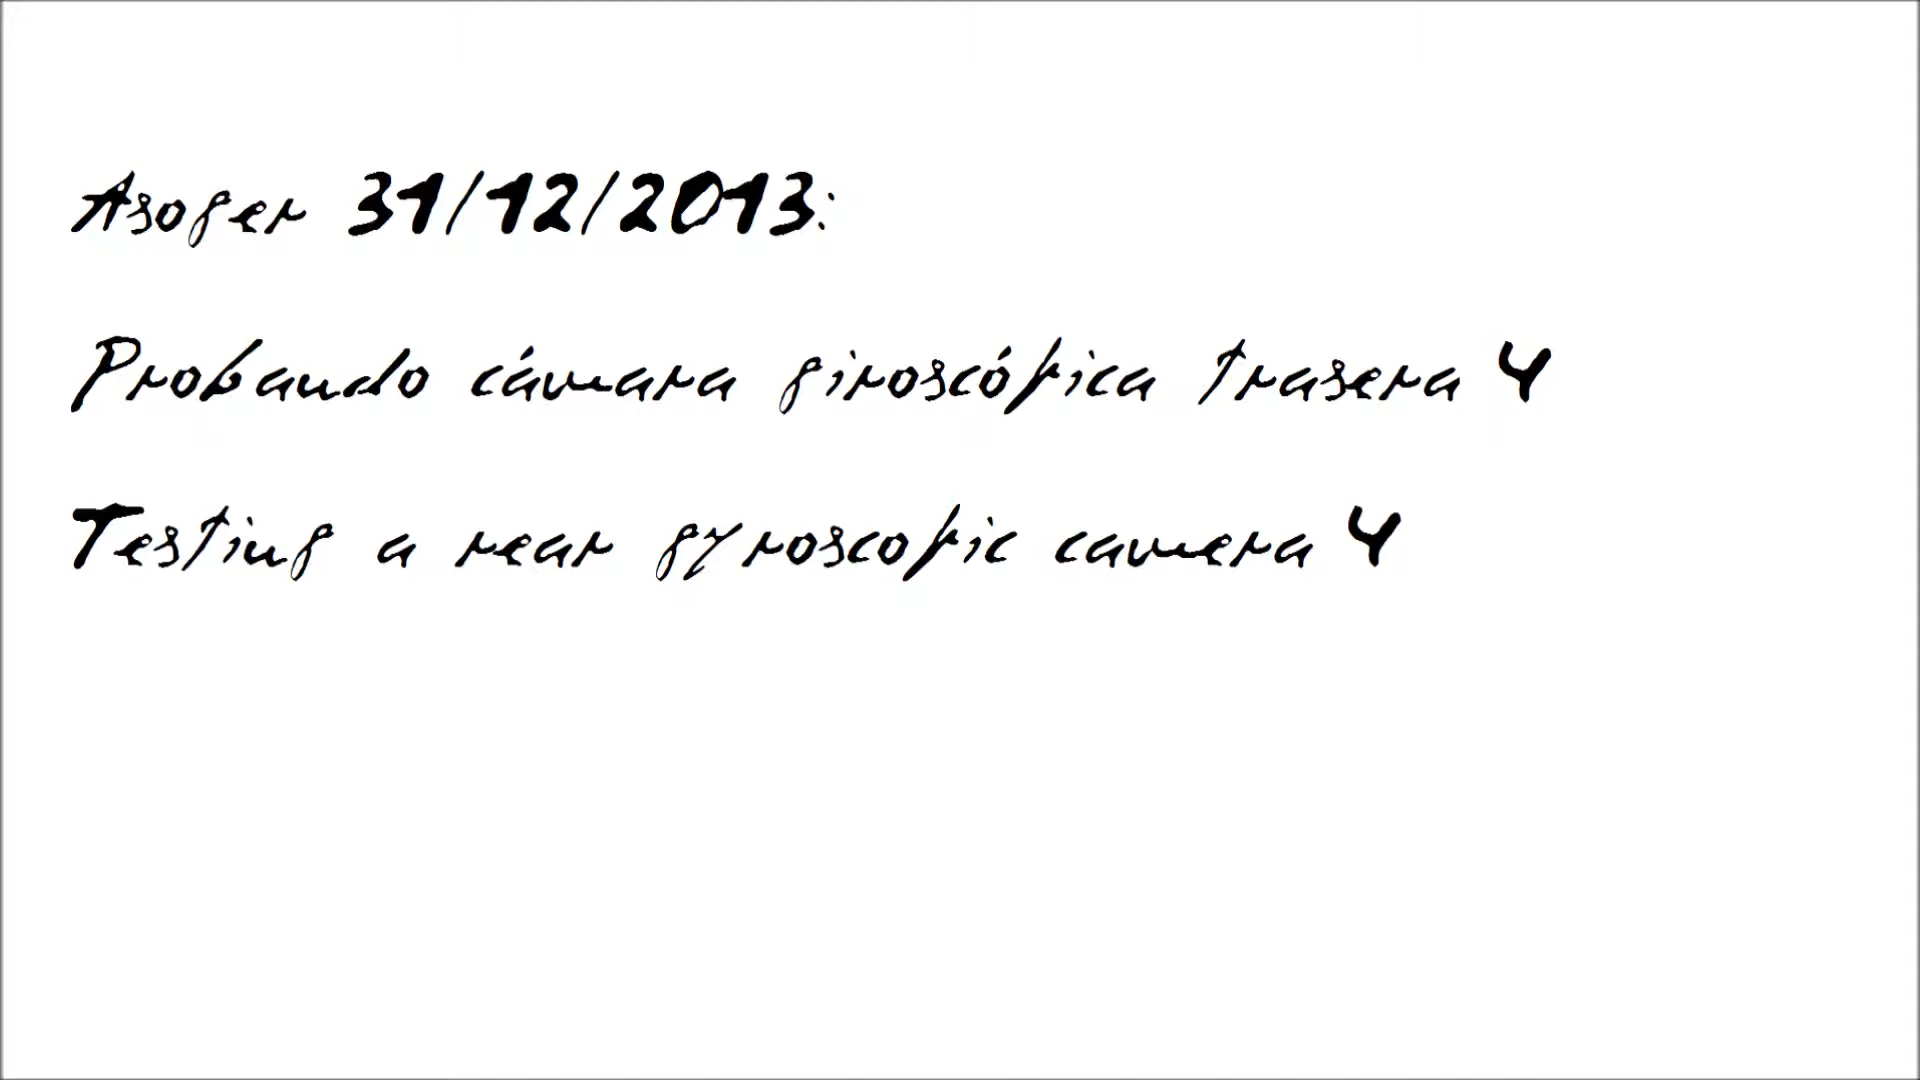 Asoger 31/12/2013:
Probando cámara giroscópica trasera 4
Testing a rear gyroscopic camera 4